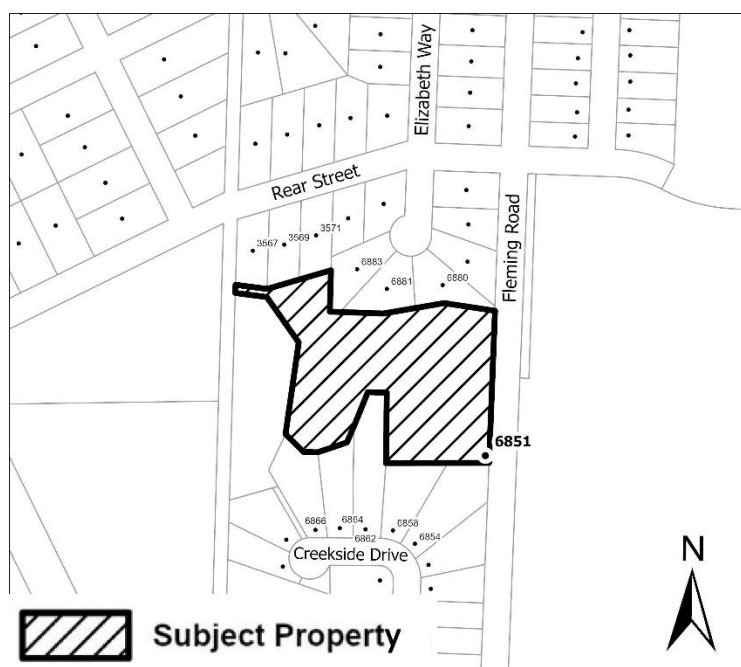 Elizabeth Way
Rear Street
Fleming Road
3567
3569
3571
6883
6881
6880
6851
6866
6864
6862
6858
6854
Creekside Drive
N
Subject Property